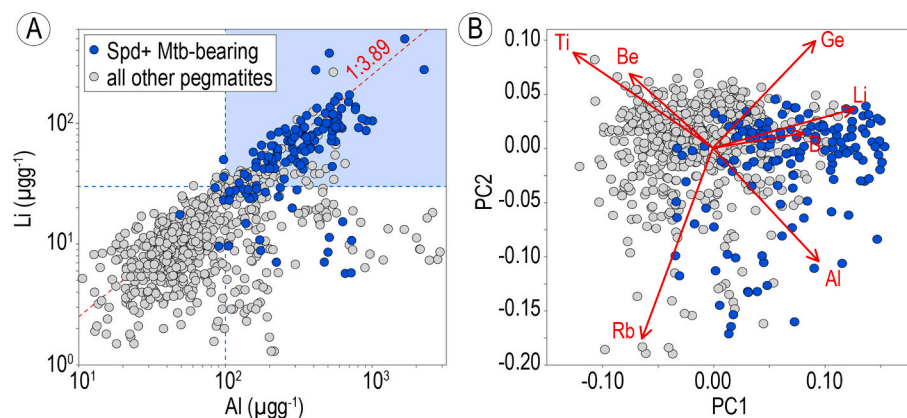 A
Spd+ Mtb-bearing
all other pegmatites
1:3.89
Li (µgg⁻¹)
10²
10¹
10⁰
10¹
10²
10³
Al (µgg⁻¹)
B
Ti
Be
Ge
Li
B
Al
Rb
PC2
0.10
0.05
0.00
-0.05
-0.10
-0.15
-0.20
-0.10
0.00
0.10
PC1